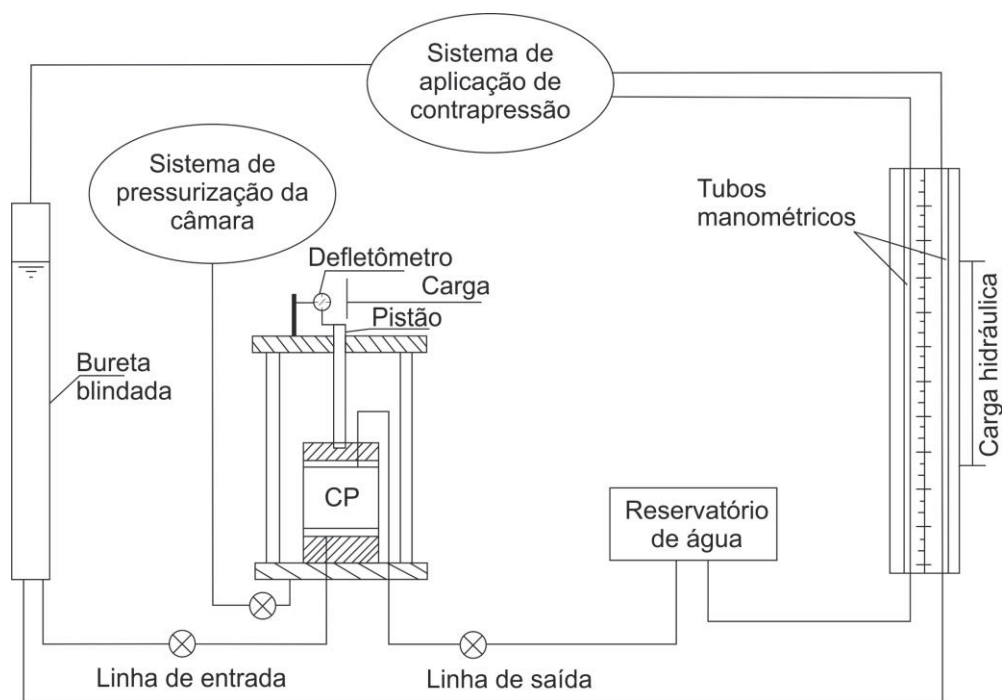 Sistema de
aplicação de
contrapressão
Sistema de
pressurização da
câmara
Tubos
manométricos
Defletômetro
Carga
Pistão
Bureta
blindada
Carga hidráulica
CP
Reservatório
de água
Linha de entrada
Linha de saída